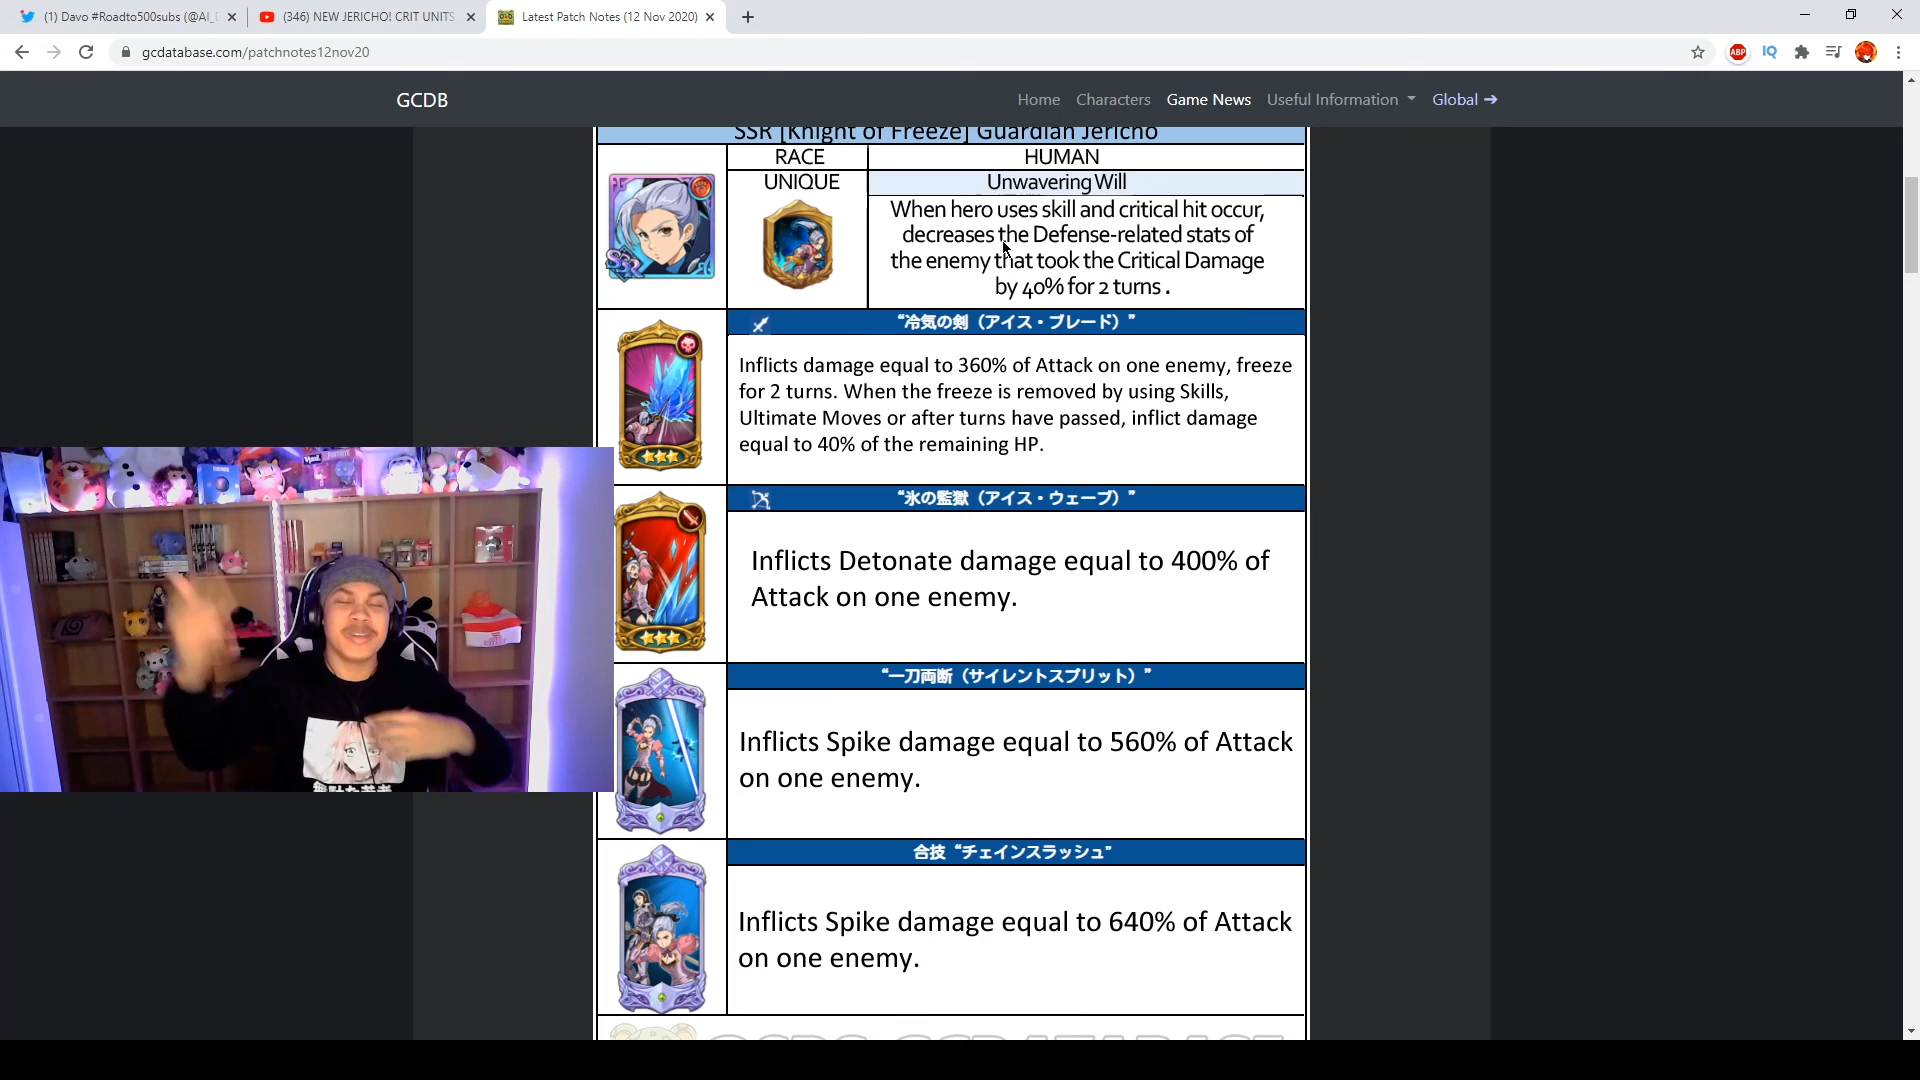 (1) Davo #Roadto500subs (@AI_D
(346) NEW JERICHO! CRIT UNITS
Latest Patch Notes (12 Nov 2020)
gcdatabase.com/patchnotes12nov20
ABP
IQ
GCDB
Home
Characters
Game News
Useful Information
Global
SSR [Knight of Freeze] Guardian Jericho
RACE
HUMAN
UNIQUE
Unwavering Will
When hero uses skill and critical hit occur,
decreases the Defense-related stats of
the enemy that took the Critical Damage
by 40% for 2 turns .
SSR
“冷気の剣（アイス・ブレード）”
Inflicts damage equal to 360% of Attack on one enemy, freeze
for 2 turns. When the freeze is removed by using Skills,
Ultimate Moves or after turns have passed, inflict damage
equal to 40% of the remaining HP.
“氷の監獄（アイス・ウェーブ）”
Inflicts Detonate damage equal to 400% of
Attack on one enemy.
“一刀両断（サイレントスプリット）”
Inflicts Spike damage equal to 560% of Attack
on one enemy.
合技“チェインスラッシュ”
Inflicts Spike damage equal to 640% of Attack
on one enemy.